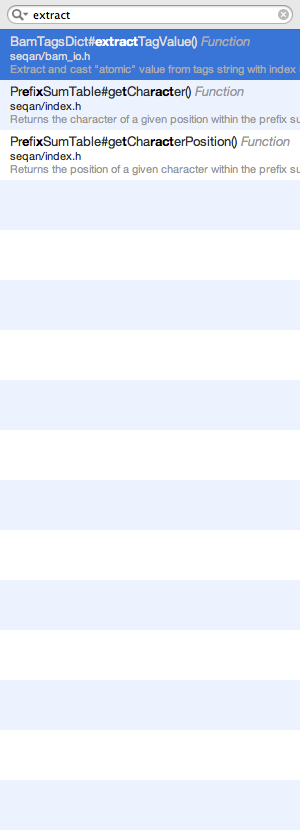 extract
BamTagsDict#extractTagValue() Function
seqan/bam_io.h
Extract and cast "atomic" value from tags string with index
PrefixSumTable#getCharacter() Function
seqan/index.h
Returns the character of a given position within the prefix su
PrefixSumTable#getCharacterPosition() Function
seqan/index.h
Returns the position of a given character within the prefix su